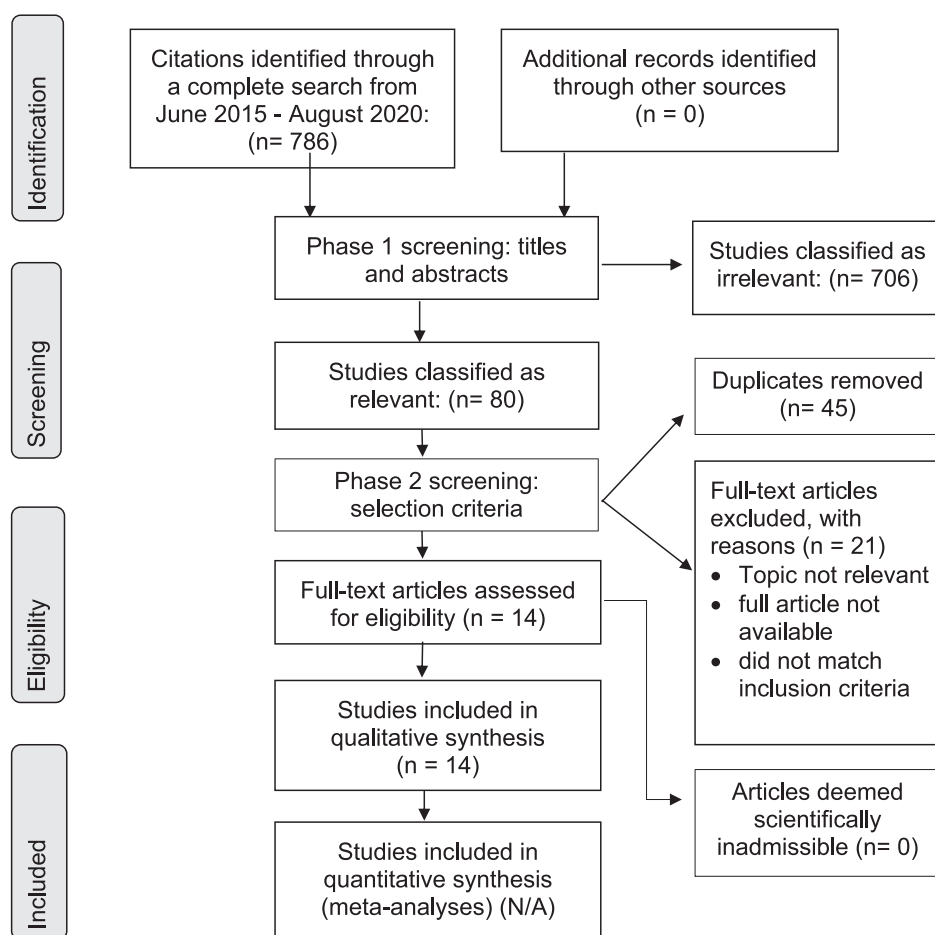 Identification
Citations identified through
a complete search from
June 2015 - August 2020:
(n= 786)
Additional records identified
through other sources
(n = 0)
Phase 1 screening: titles
and abstracts
Studies classified as
irrelevant: (n= 706)
Screening
Studies classified as
relevant: (n= 80)
Duplicates removed
(n= 45)
Phase 2 screening:
selection criteria
Full-text articles
excluded, with
reasons (n = 21)
• Topic not relevant
• full article not
available
• did not match
inclusion criteria
Eligibility
Full-text articles assessed
for eligibility (n = 14)
Studies included in
qualitative synthesis
(n = 14)
Articles deemed
scientifically
inadmissible (n= 0)
Included
Studies included in
quantitative synthesis
(meta-analyses) (N/A)